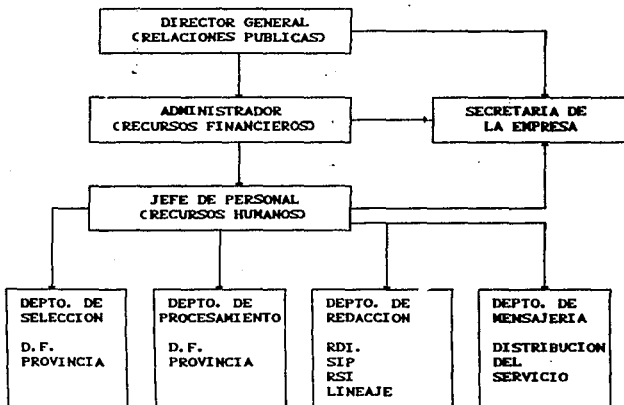 DIRECTOR GENERAL
(RELACIONES PUBLICAS)
ADMINISTRADOR
(RECURSOS FINANCIEROS)
SECRETARIA DE
LA EMPRESA
JEFE DE PERSONAL
(RECURSOS HUMANOS)
DEPTO. DE
SELECCION
D.F.
PROVINCIA
DEPTO. DE
PROCESAMIENTO
D.F.
PROVINCIA
DEPTO. DE
REDACCION
RDI.
SIP
RSI
LINEAJE
DEPTO. DE
MENSAJERIA
DISTRIBUCION
DEL
SERVICIO